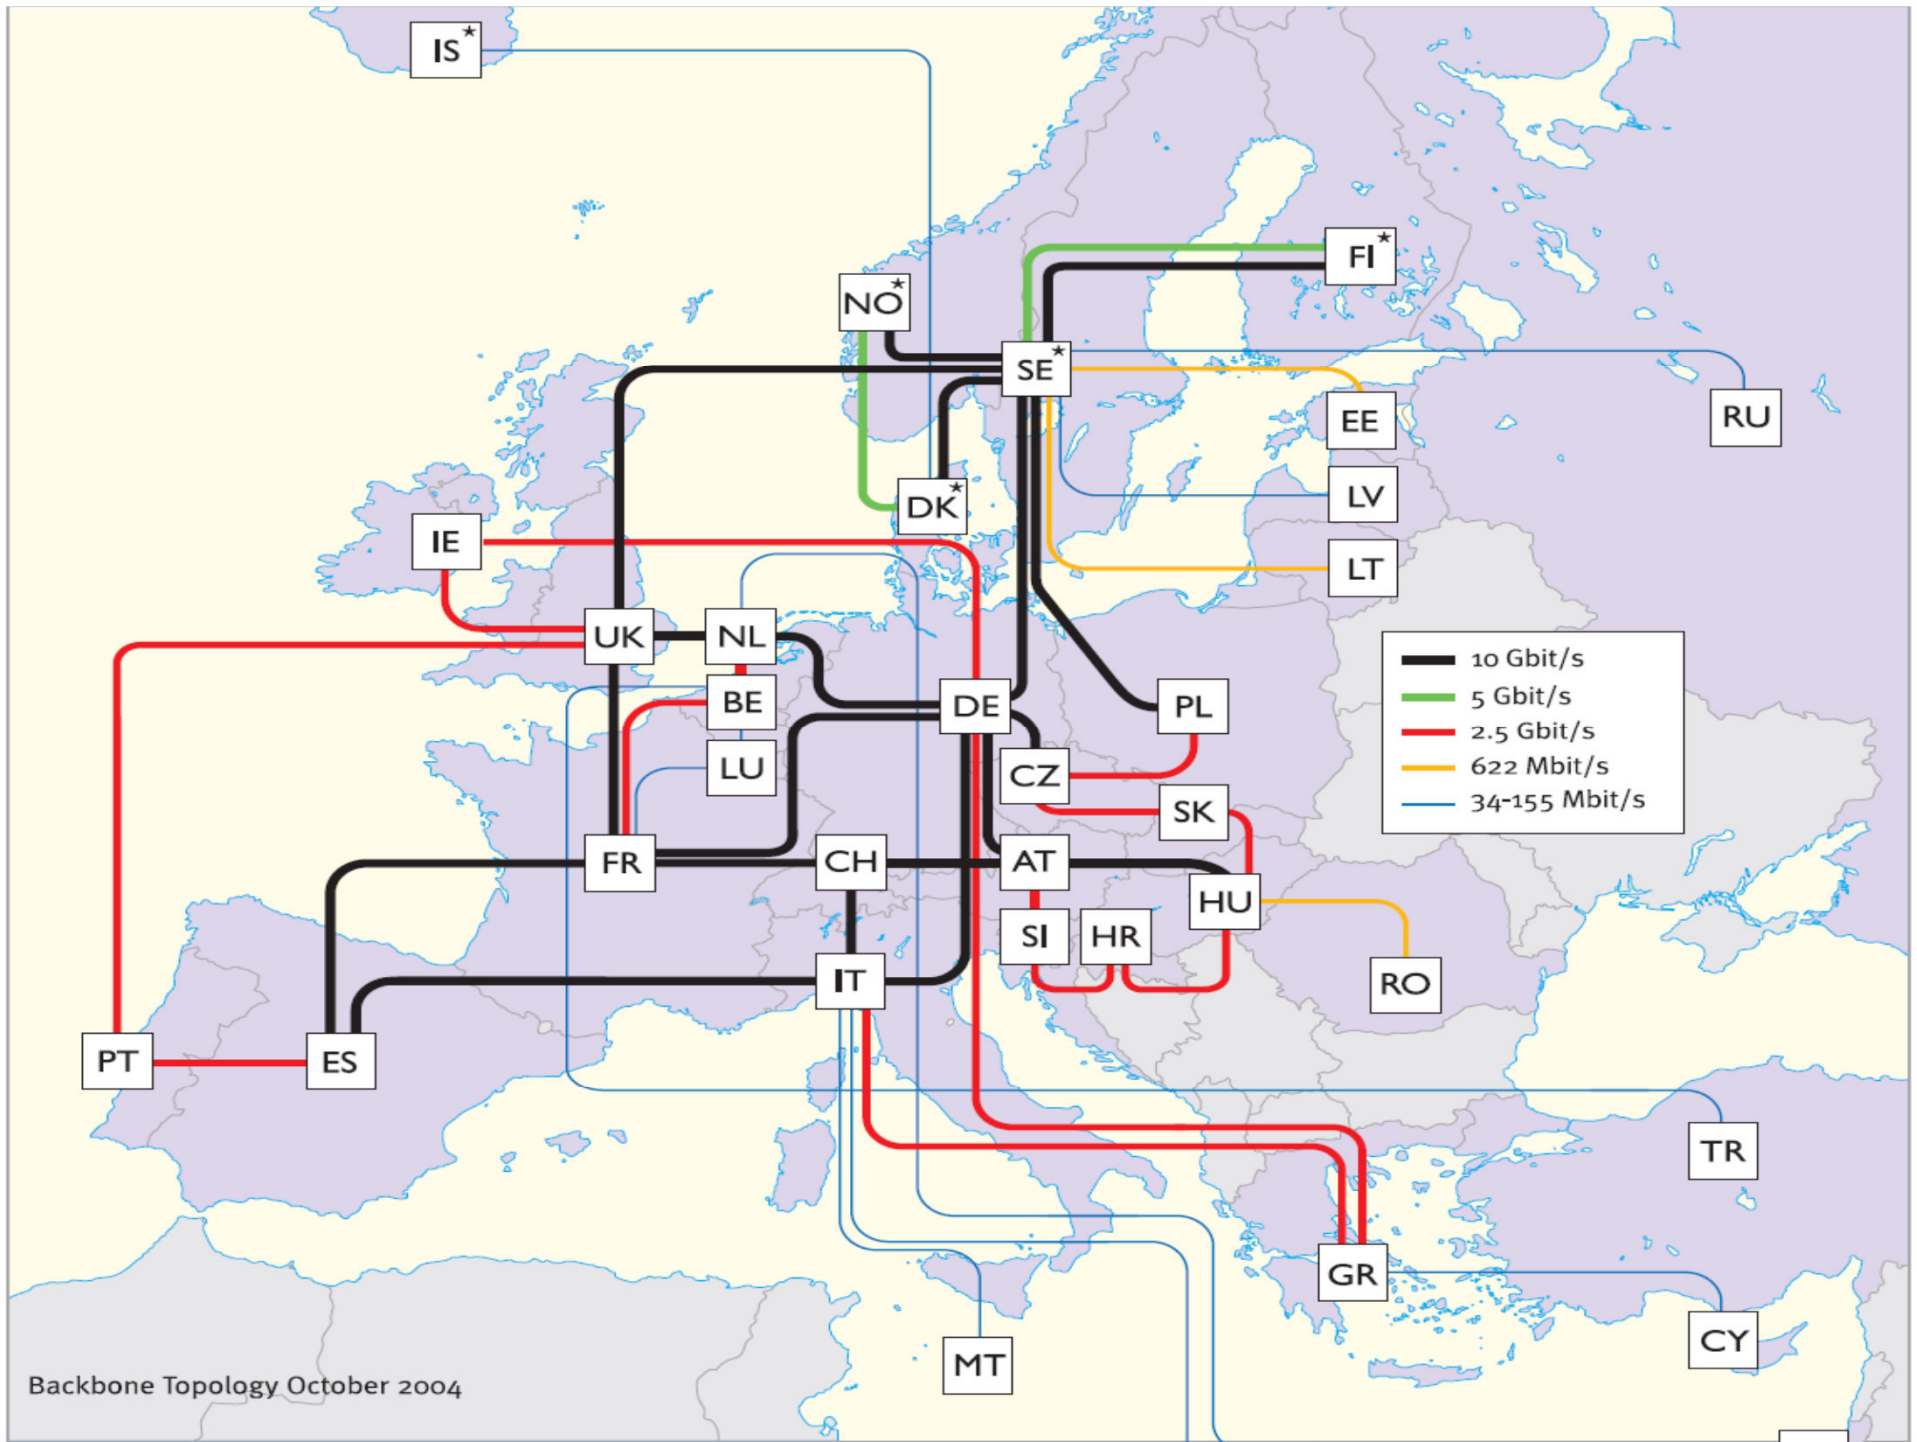 IS*
FI*
NO*
SE*
RU
EE
LV
DK*
IE
LT
UK
NL
10 Gbit/s
5 Gbit/s
2.5 Gbit/s
622 Mbit/s
34-155 Mbit/s
BE
DE
PL
LU
CZ
SK
FR
CH
AT
HU
SI
HR
IT
RO
PT
ES
TR
GR
CY
MT
Backbone Topology October 2004